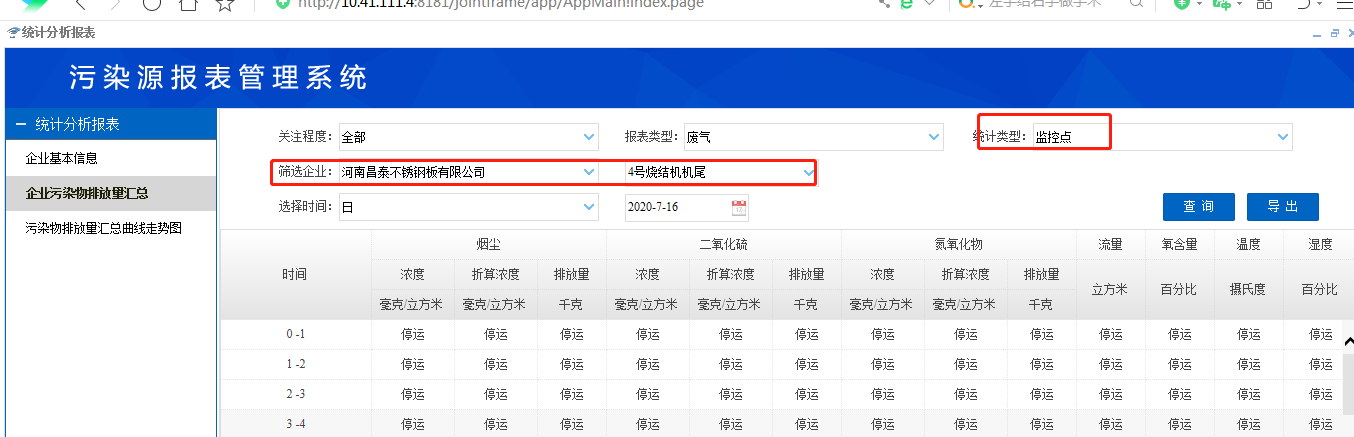 http://10.41.111.4:8181/jointframe/app/AppMain!index.page
左手结石手做手术
统计分析报表
污染源报表管理系统
统计分析报表
企业基本信息
企业污染物排放量汇总
污染物排放量汇总曲线走势图
关注程度: 全部 报表类型: 废气 统计类型: 监控点
筛选企业: 河南昌泰不锈钢板有限公司 4号烧结机机尾
选择时间: 日 2020-7-16 查 询 导 出
烟尘 二氧化硫 氮氧化物 流量 氧含量 温度 湿度
时间 浓度 折算浓度 排放量 浓度 折算浓度 排放量 浓度 折算浓度 排放量
立方米 百分比 摄氏度 百分比
毫克/立方米 毫克/立方米 千克 毫克/立方米 毫克/立方米 千克 毫克/立方米 毫克/立方米 千克
0 -1 停运 停运 停运 停运 停运 停运 停运 停运 停运 停运 停运 停运 停运
1 -2 停运 停运 停运 停运 停运 停运 停运 停运 停运 停运 停运 停运 停运
2 -3 停运 停运 停运 停运 停运 停运 停运 停运 停运 停运 停运 停运 停运
3 -4 停运 停运 停运 停运 停运 停运 停运 停运 停运 停运 停运 停运 停运